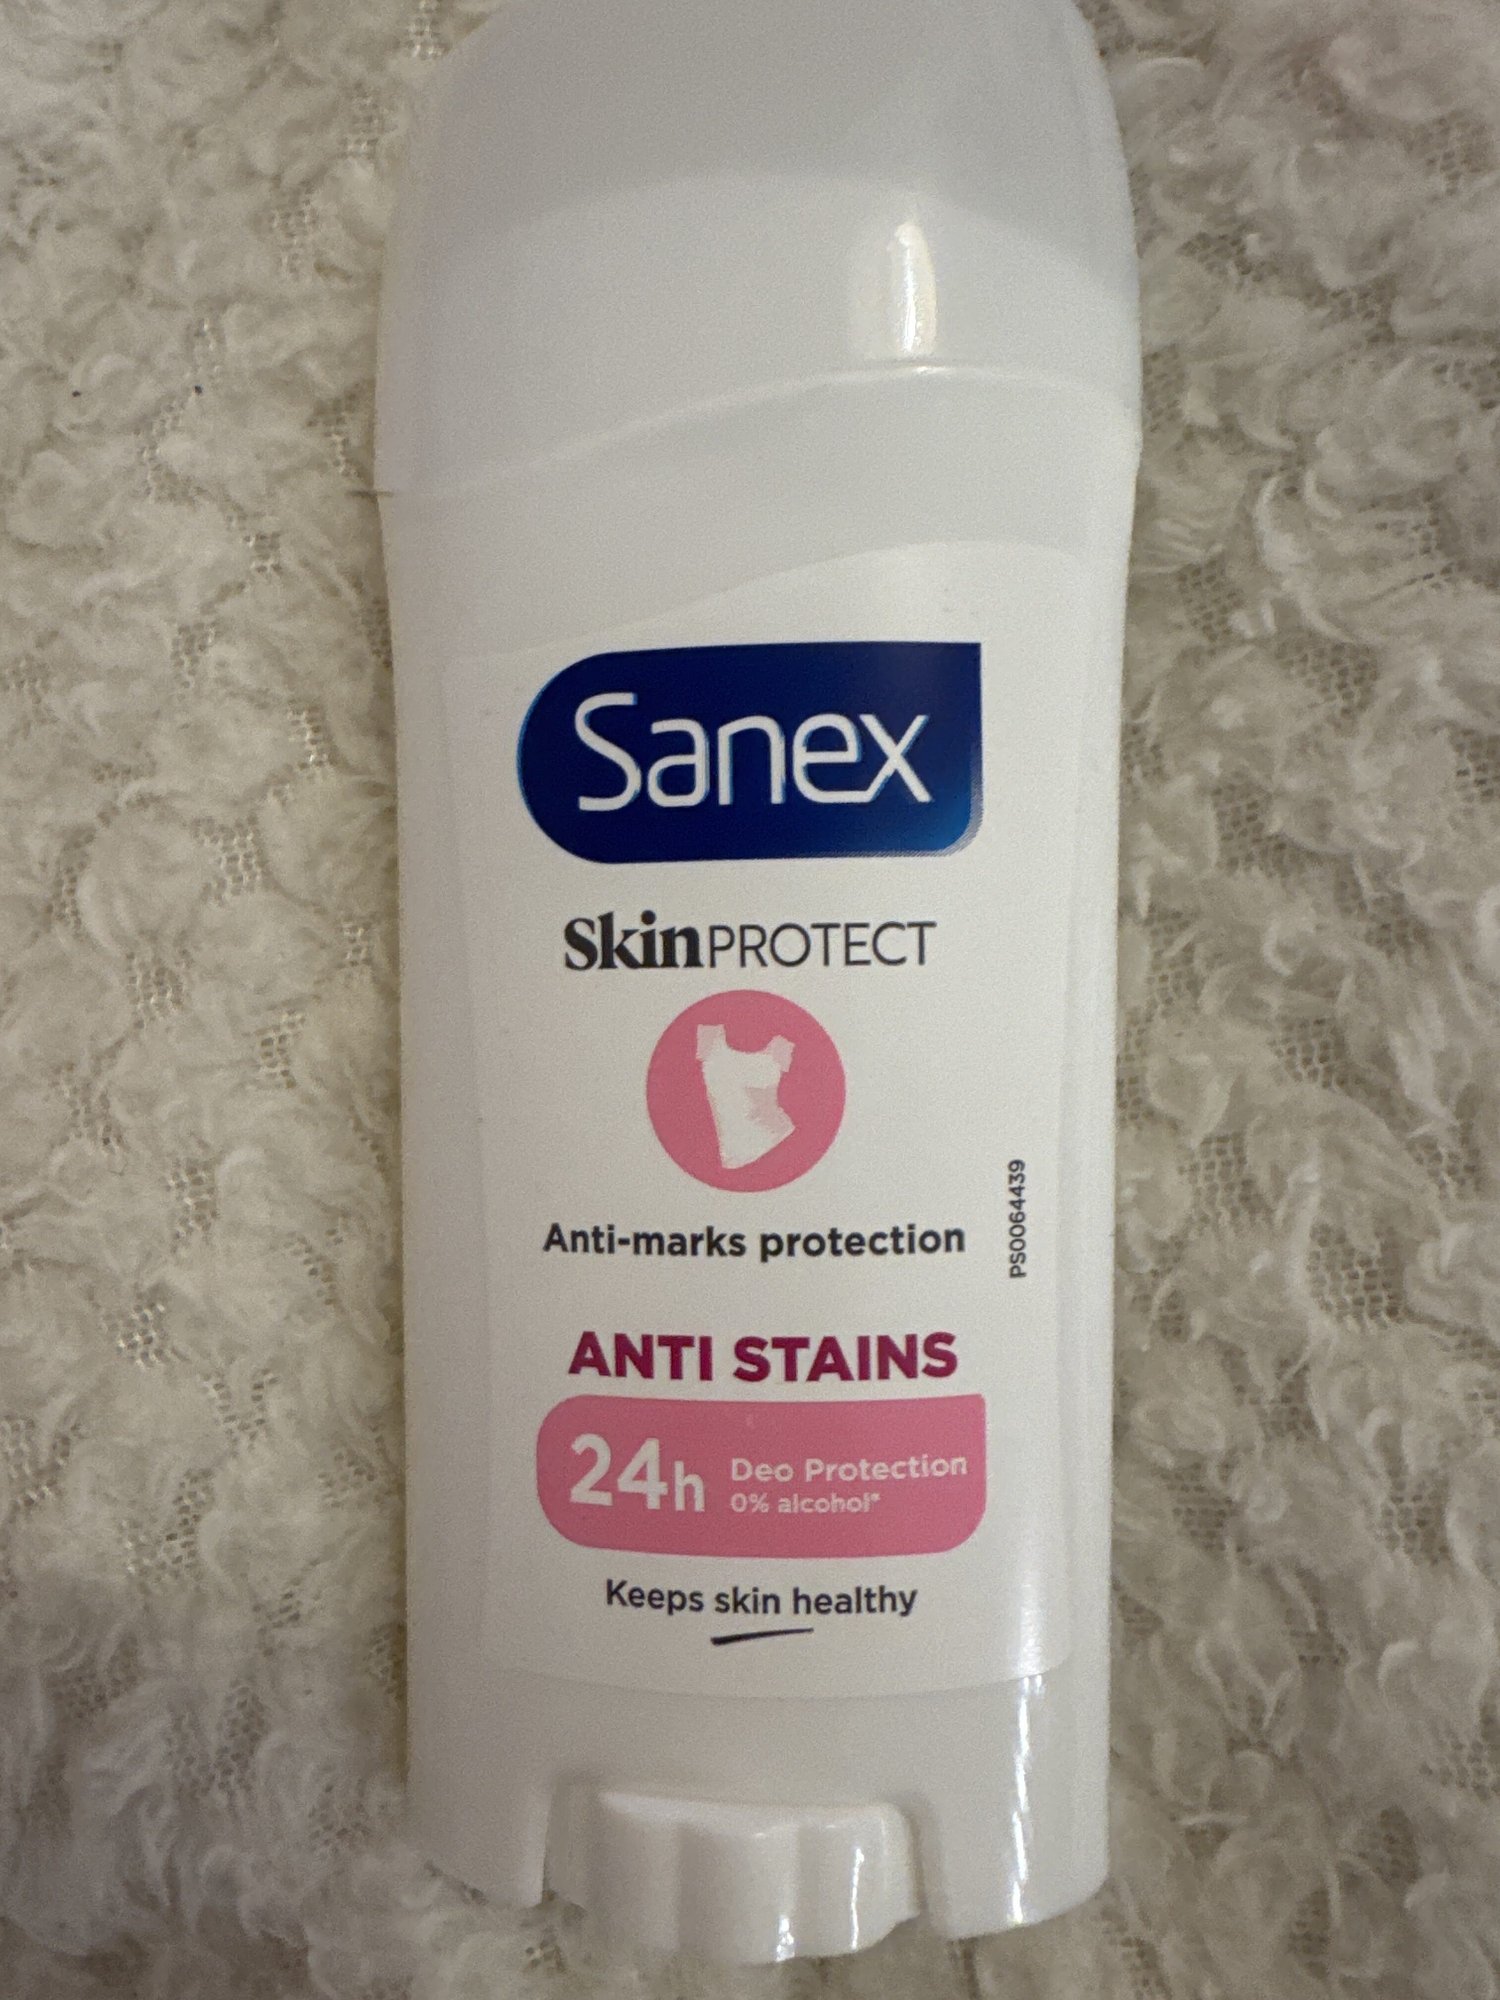 Sanex
SkinPROTECT
Anti-marks protection
PS0064439
ANTI STAINS
24h
Deo Protection
0% alcohol*
Keeps skin healthy